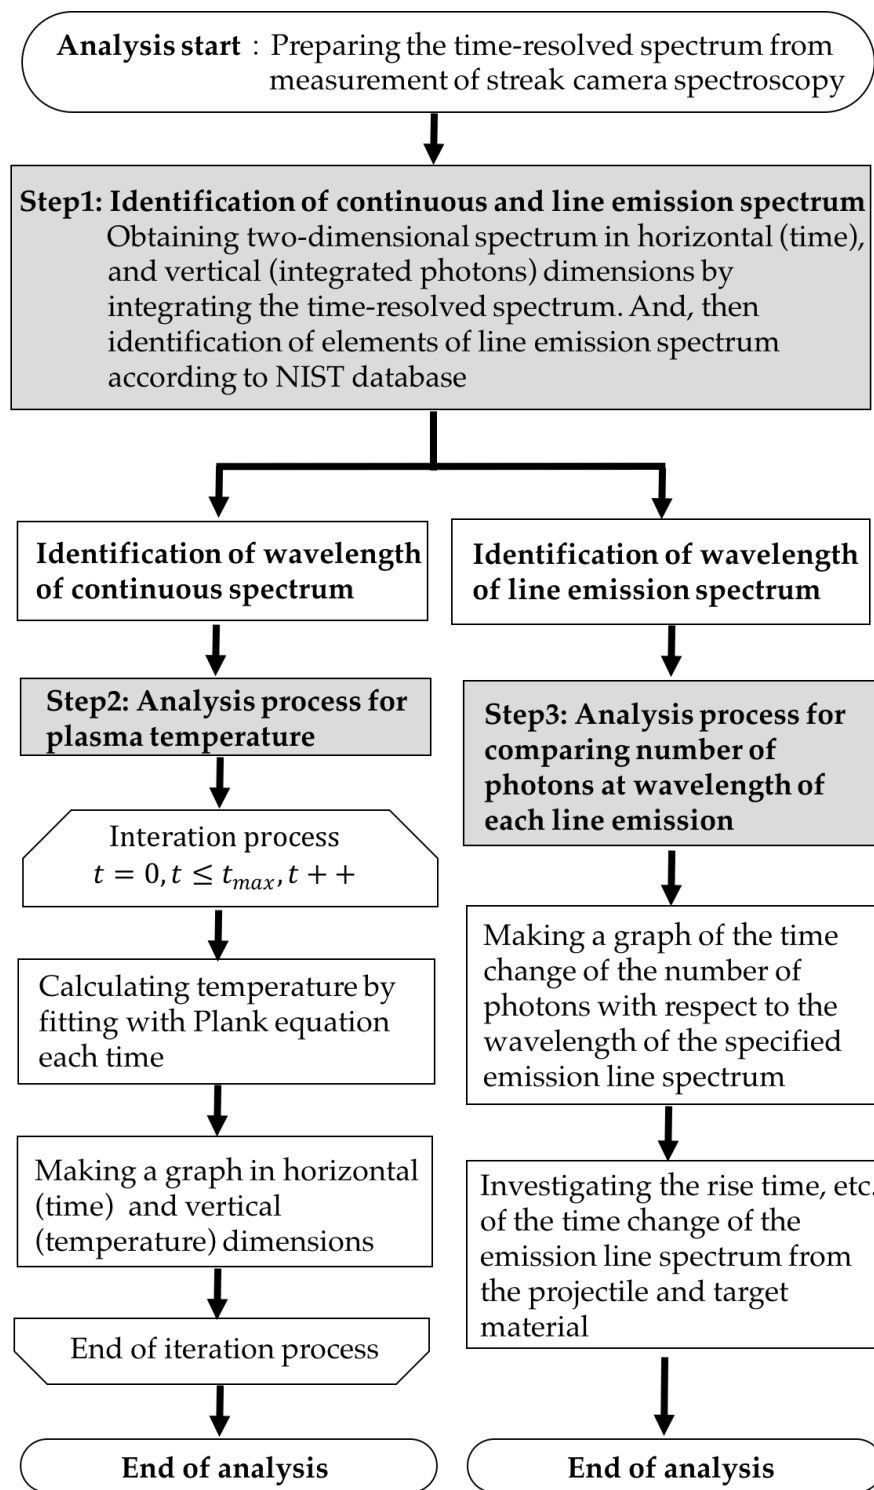 Analysis start : Preparing the time-resolved spectrum from
measurement of streak camera spectroscopy
Step1: Identification of continuous and line emission spectrum
Obtaining two-dimensional spectrum in horizontal (time),
and vertical (integrated photons) dimensions by
integrating the time-resolved spectrum. And, then
identification of elements of line emission spectrum
according to NIST database
Identification of wavelength
of continuous spectrum
Step2: Analysis process for
plasma temperature
Interation process
t = 0, t ≤ tmax, t + +
Calculating temperature by
fitting with Plank equation
each time
Making a graph in horizontal
(time) and vertical
(temperature) dimensions
End of iteration process
End of analysis
Identification of wavelength
of line emission spectrum
Step3: Analysis process for
comparing number of
photons at wavelength of
each line emission
Making a graph of the time
change of the number of
photons with respect to the
wavelength of the specified
emission line spectrum
Investigating the rise time, etc.
of the time change of the
emission line spectrum from
the projectile and target
material
End of analysis